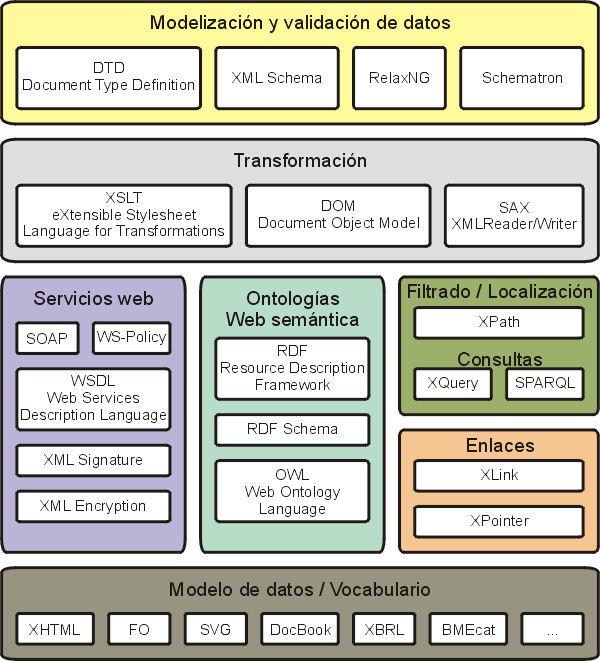 Modelización y validación de datos
DTD
Document Type Definition
XML Schema
RelaxNG
Schematron
Transformación
XSLT
eXtensible Stylesheet
Language for Transformations
DOM
Document Object Model
SAX
XMLReader/Writer
Servicios web
SOAP
WS-Policy
WSDL
Web Services
Description Language
XML Signature
XML Encryption
Ontologías
Web semántica
RDF
Resource Description
Framework
RDF Schema
OWL
Web Ontology
Language
Filtrado / Localización
XPath
Consultas
XQuery
SPARQL
Enlaces
XLink
XPointer
Modelo de datos / Vocabulario
XHTML
FO
SVG
DocBook
XBRL
BMEcat
...